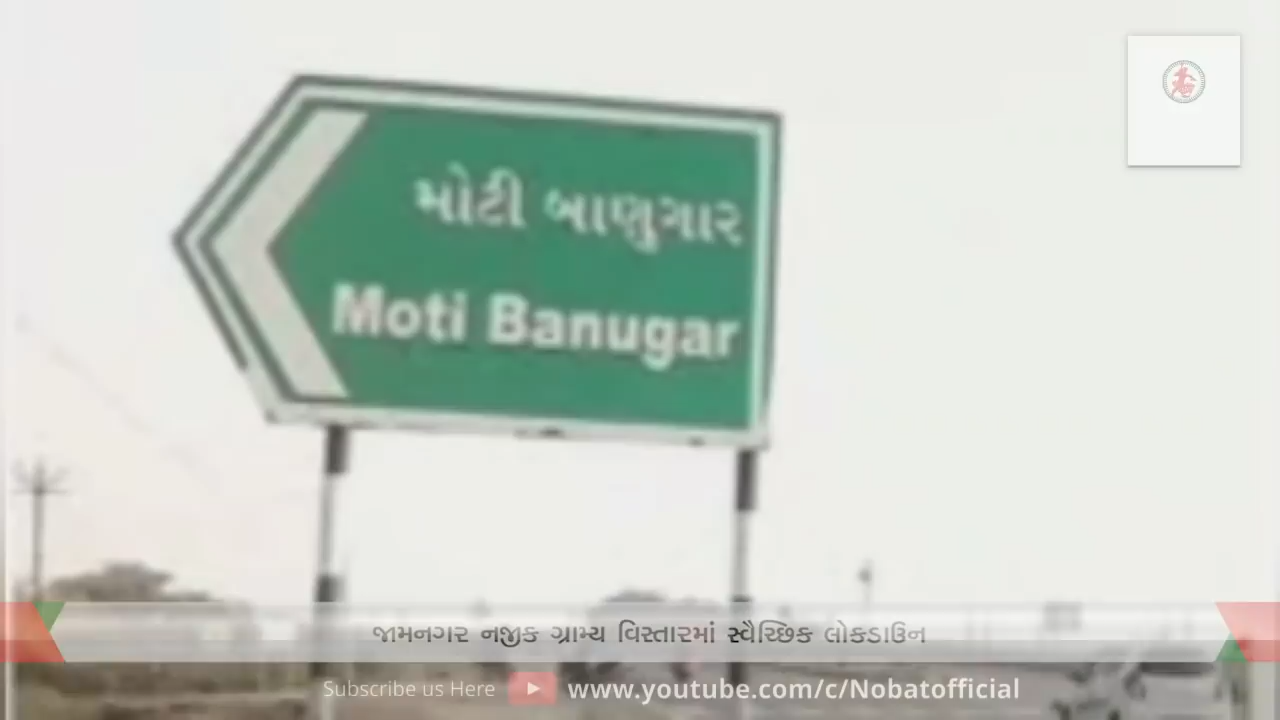 મોટી બાણુગાર
Moti Banugar
જામનગર નજીક ગ્રામ્ય વિસ્તારમાં સ્વૈચ્છિક લોકડાઉન
Subscribe us Here www.youtube.com/c/Nobatofficial